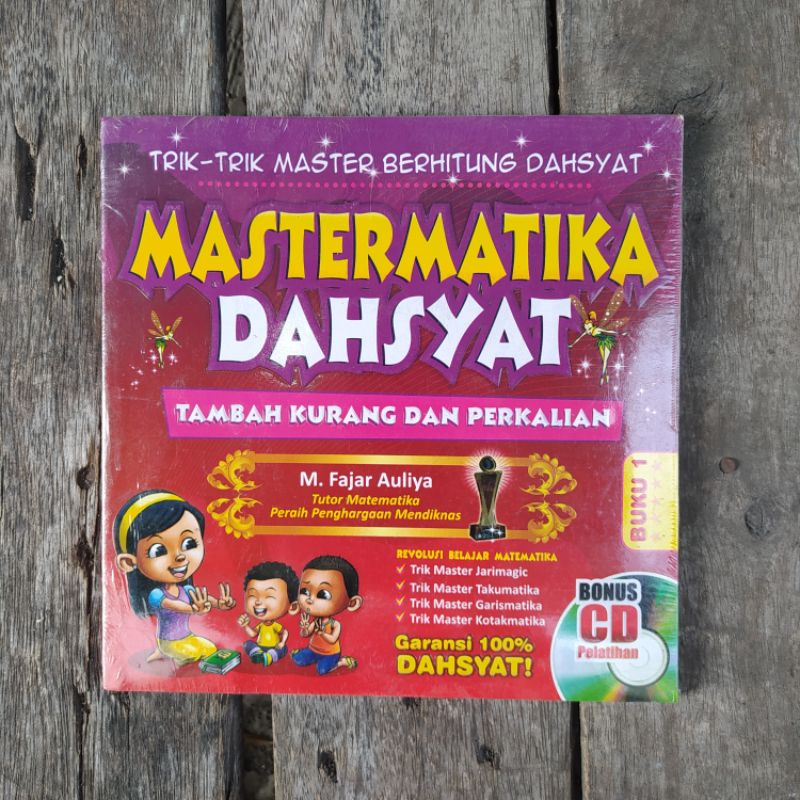 TRIK-TRIK MASTER BERHITUNG DAHSYAT
MASTERMATIKA
DAHSYAT
TAMBAH KURANG DAN PERKALIAN
M. Fajar Auliya
Tutor Matematika
Peraih Penghargaan Mendiknas
BUKU 1
REVOLUSI BELAJAR MATEMATIKA
Trik Master Jarimagic
Trik Master Takumatika
Trik Master Garismatika
Trik Master Kotakmatika
Garansi 100%
DAHSYAT!
BONUS
CD
Pelatihan